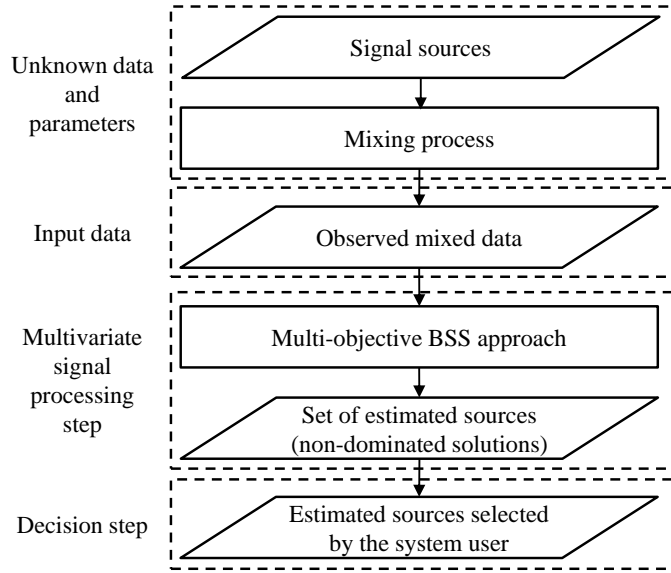 Signal sources
Unknown data
and
parameters
Mixing process
Input data
Observed mixed data
Multi-objective BSS approach
Multivariate
signal
processing
step
Set of estimated sources
(non-dominated solutions)
Decision step
Estimated sources selected
by the system user